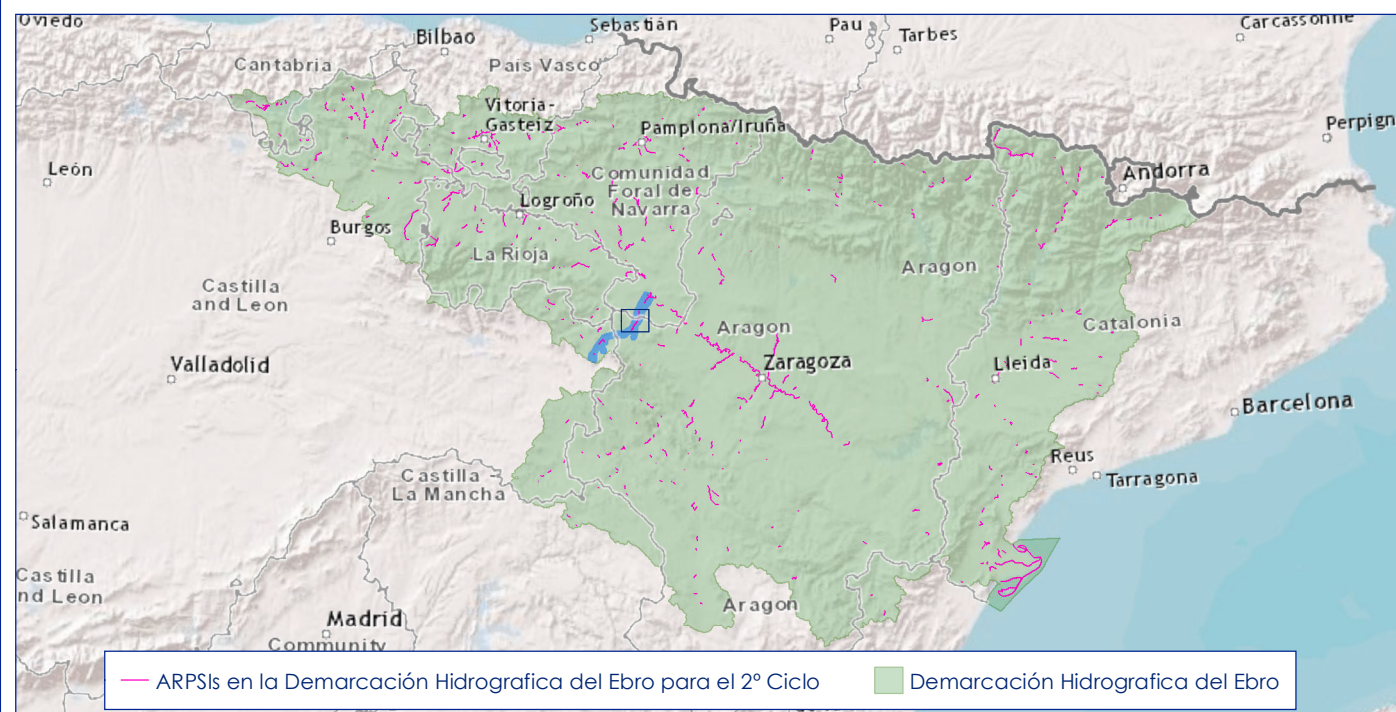 Oviedo
Bilbao
Sebastián
Pau
Tarbes
Carcassonne
Cantabria
País Vasco
Vitoria-
Gasteiz
Pamplona/Iruña
Perpign
León
Comunidad
Foral de
Navarra
Andorra
Logroño
Burgos
La Rioja
Aragon
Castilla
and Leon
Aragon
Catalonia
Valladolid
Zaragoza
Lleida
Barcelona
Reus
Tarragona
Castilla
La Mancha
Salamanca
Castilla
nd Leon
Aragon
Madrid
Community
ARPSIs en la Demarcación Hidrografica del Ebro para el 2º Ciclo
Demarcación Hidrografica del Ebro